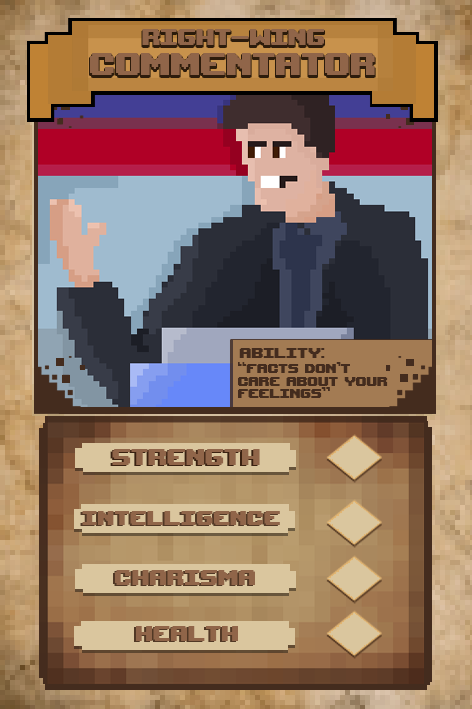 RIGHT-WING
COMMENTATOR
ABILITY:
"FACTS DON'T
CARE ABOUT YOUR
FEELINGS"
STRENGTH
INTELLIGENCE
CHARISMA
HEALTH